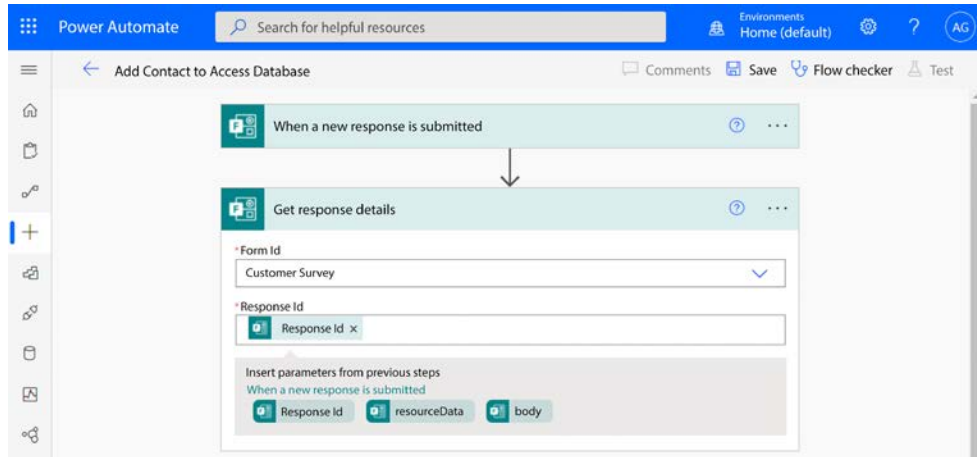 Power Automate
Search for helpful resources
Environments
Home (default)
?
AG
Add Contact to Access Database
Comments
Save
Flow checker
Test
When a new response is submitted
?
...
Get response details
?
...
*Form Id
Customer Survey
*Response Id
Response Id x
Insert parameters from previous steps
When a new response is submitted
Response Id resourceData body